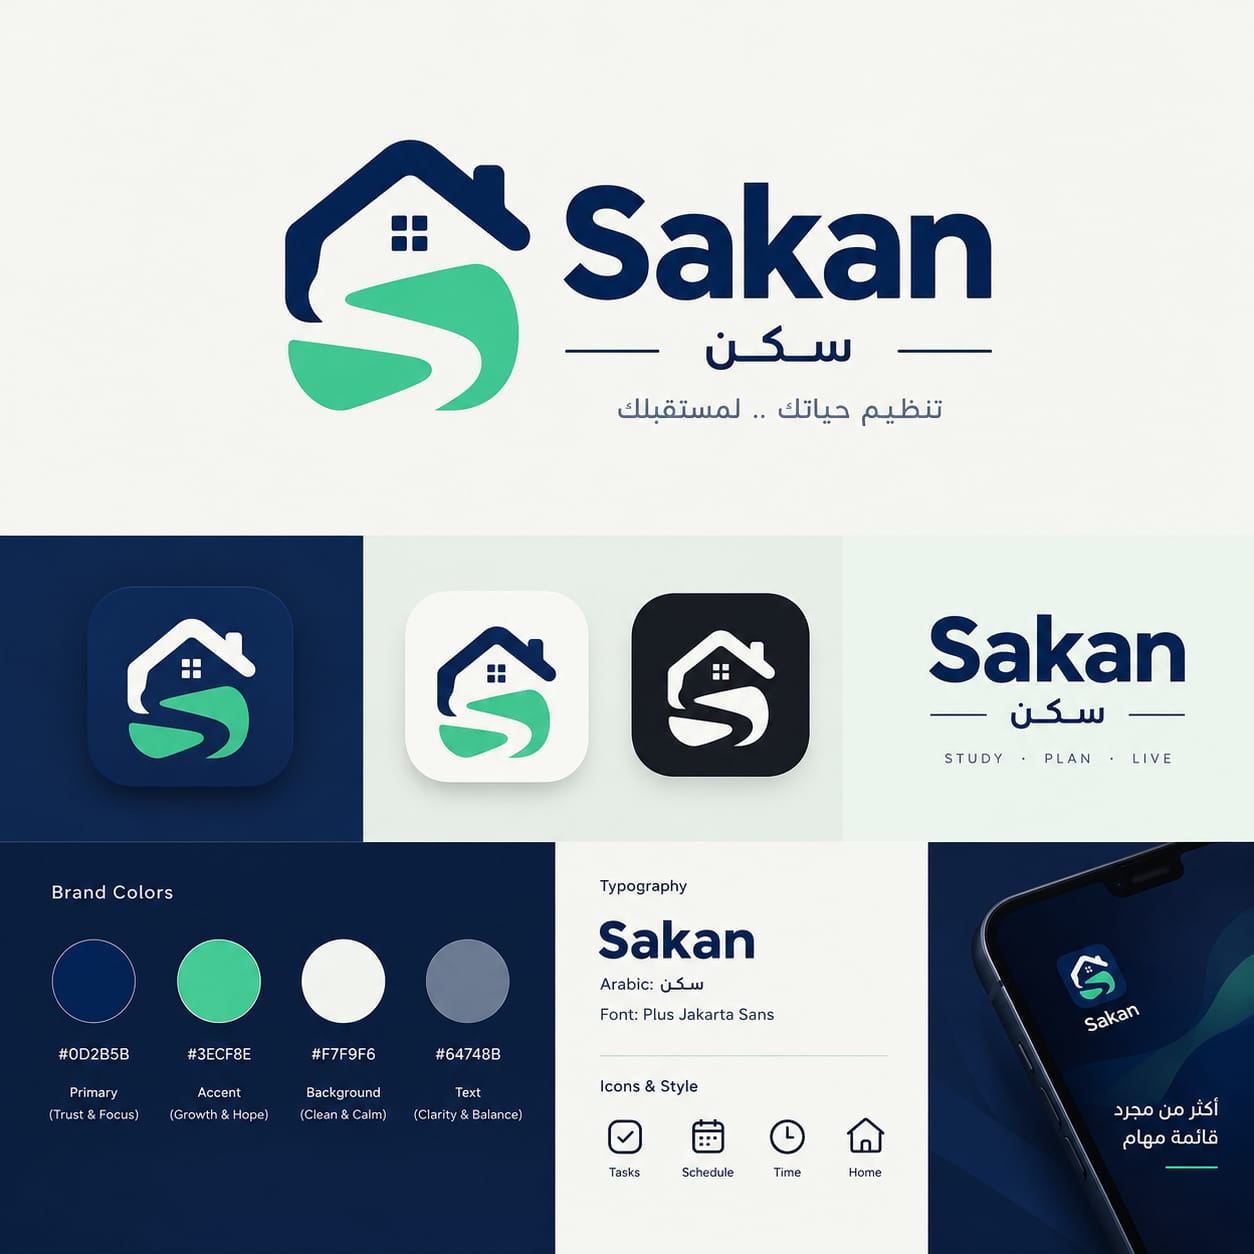 Sakan
سكن
تنظيم حياتك .. لمستقبلك
Sakan
سكن
STUDY · PLAN · LIVE
Brand Colors
#0D2B5B
Primary
(Trust & Focus)
#3ECF8E
Accent
(Growth & Hope)
#F7F9F6
Background
(Clean & Calm)
#64748B
Text
(Clarity & Balance)
Typography
Sakan
Arabic: سكن
Font: Plus Jakarta Sans
Icons & Style
Tasks
Schedule
Time
Home
Sakan
أكثر من مجرد
قائمة مهام